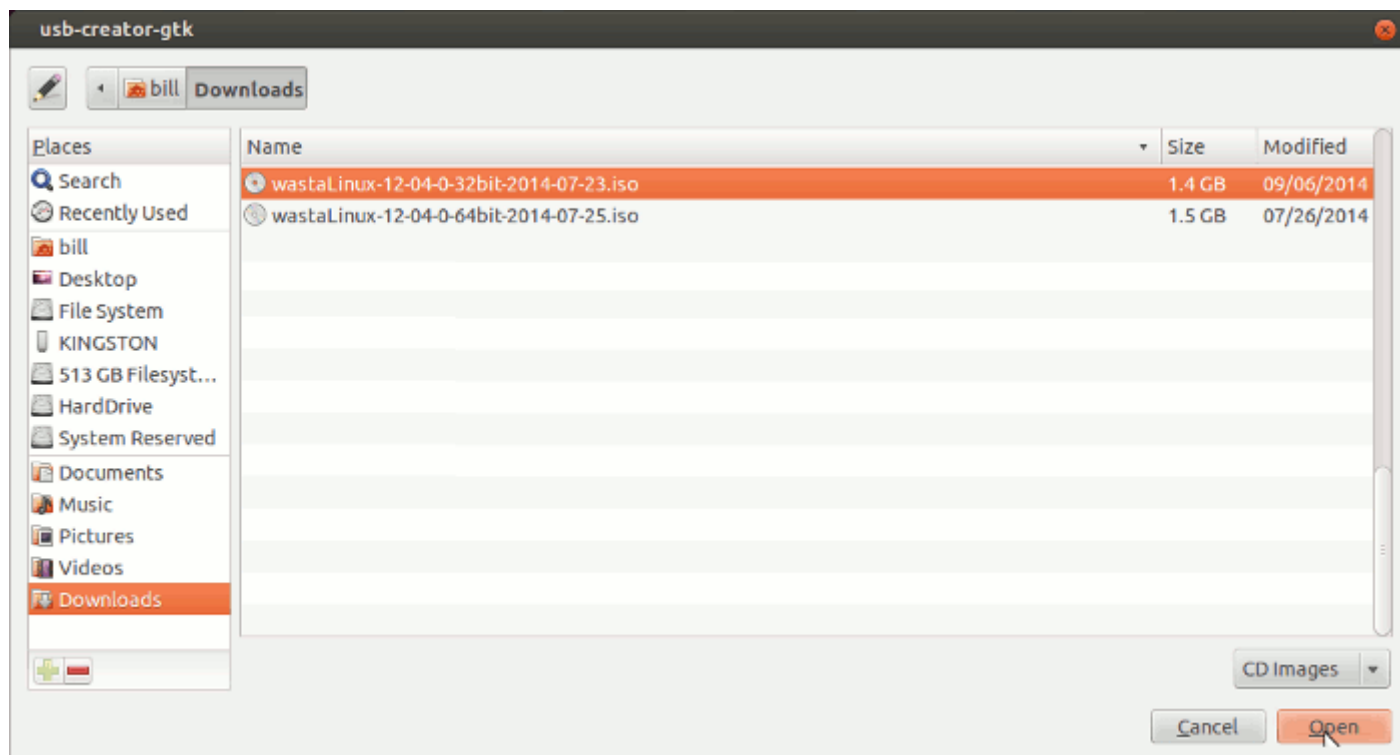 usb-creator-gtk
bill Downloads
Places
Search
Recently Used
bill
Desktop
File System
KINGSTON
513 GB Filesyst...
HardDrive
System Reserved
Documents
Music
Pictures
Videos
Downloads
Name Size Modified
wastaLinux-12-04-0-32bit-2014-07-23.iso 1.4 GB 09/06/2014
wastaLinux-12-04-0-64bit-2014-07-25.iso 1.5 GB 07/26/2014
CD Images
Cancel Open